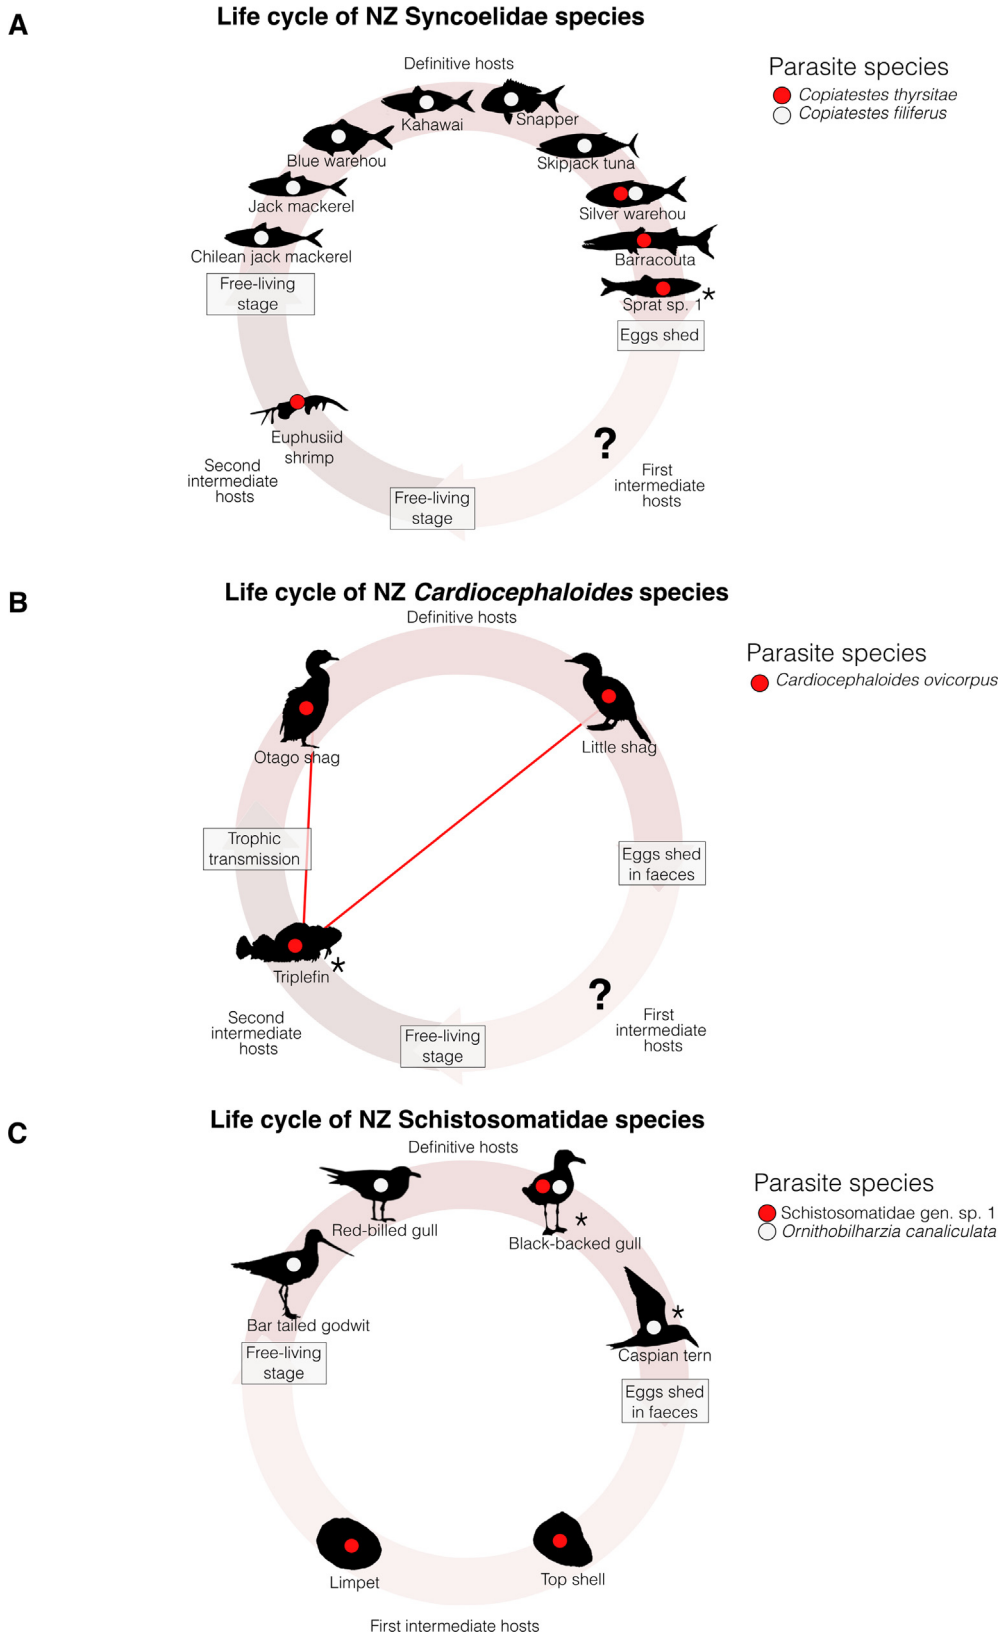 A
Life cycle of NZ Syncoelidae species
Definitive hosts
Parasite species
Copiatestes thyrsitae
Copiatestes filiferus
Kahawai
Snapper
Blue warehou
Skipjack tuna
Jack mackerel
Silver warehou
Chilean jack mackerel
Barracouta
Free-living
stage
Sprat sp. 1
*
Eggs shed
Euphusiid
shrimp
?
Second
intermediate
hosts
First
intermediate
hosts
Free-living
stage
B
Life cycle of NZ Cardiocephaloides species
Definitive hosts
Parasite species
Cardiocephaloides ovicorpus
Otago shag
Little shag
Trophic
transmission
Eggs shed
in faeces
Triplefin
*
?
Second
intermediate
hosts
First
intermediate
hosts
Free-living
stage
C
Life cycle of NZ Schistosomatidae species
Definitive hosts
Parasite species
Schistosomatidae gen. sp. 1
Ornithobilharzia canaliculata
Red-billed gull
*
Black-backed gull
Bar tailed godwit
*
Caspian tern
Free-living
stage
Eggs shed
in faeces
Limpet
Top shell
First intermediate hosts